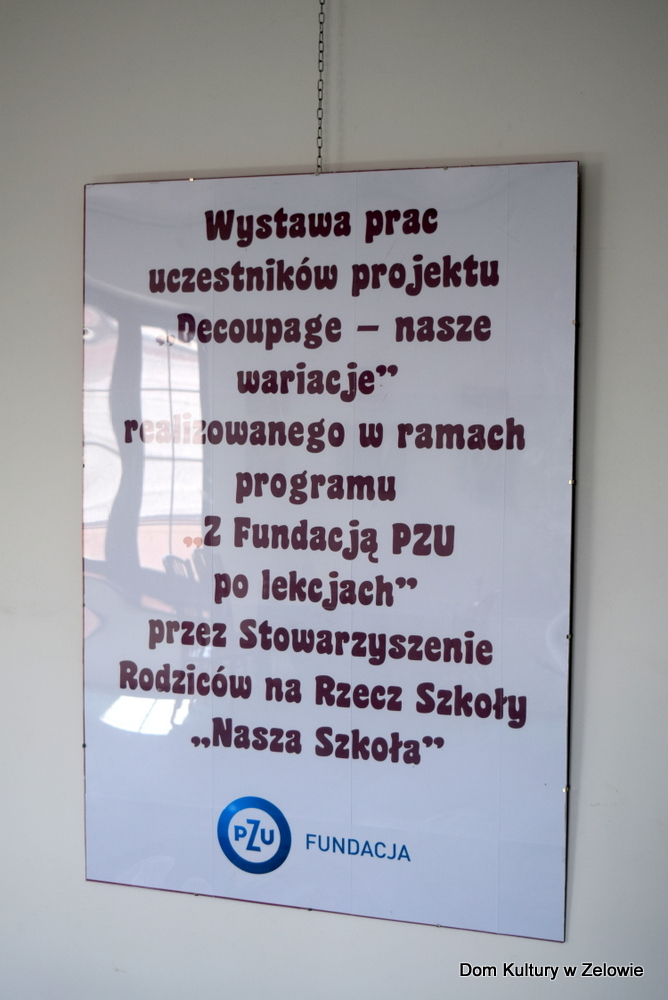 Wystawa prac
uczestników projektu
„Decoupage – nasze
wariacje”
realizowanego w ramach
programu
„Z Fundacją PZU
po lekcjach”
przez Stowarzyszenie
Rodziców na Rzecz Szkoły
„Nasza Szkoła”
PZU FUNDACJA
Dom Kultury w Zelowie